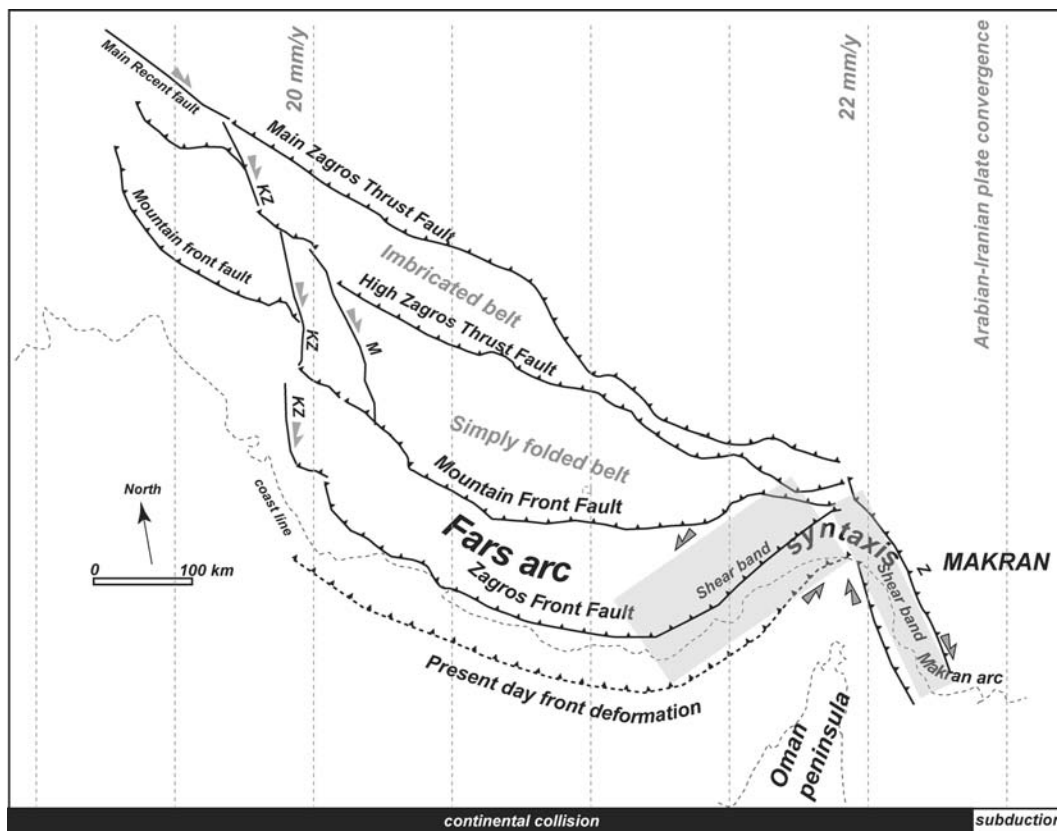 Main Recent fault
20 mm/y
22 mm/y
Arabian-Iranian plate convergence
Main Zagros Thrust Fault
KZ
Mountain front fault
Imbricated belt
High Zagros Thrust Fault
KZ
M
KZ
Simply folded belt
Mountain Front Fault
North
coast line
0
100 km
Fars arc
Zagros Front Fault
Shear band
syntaxis
Z
MAKRAN
Shear band
Makran arc
Present day front deformation
Oman
peninsula
continental collision
subduction